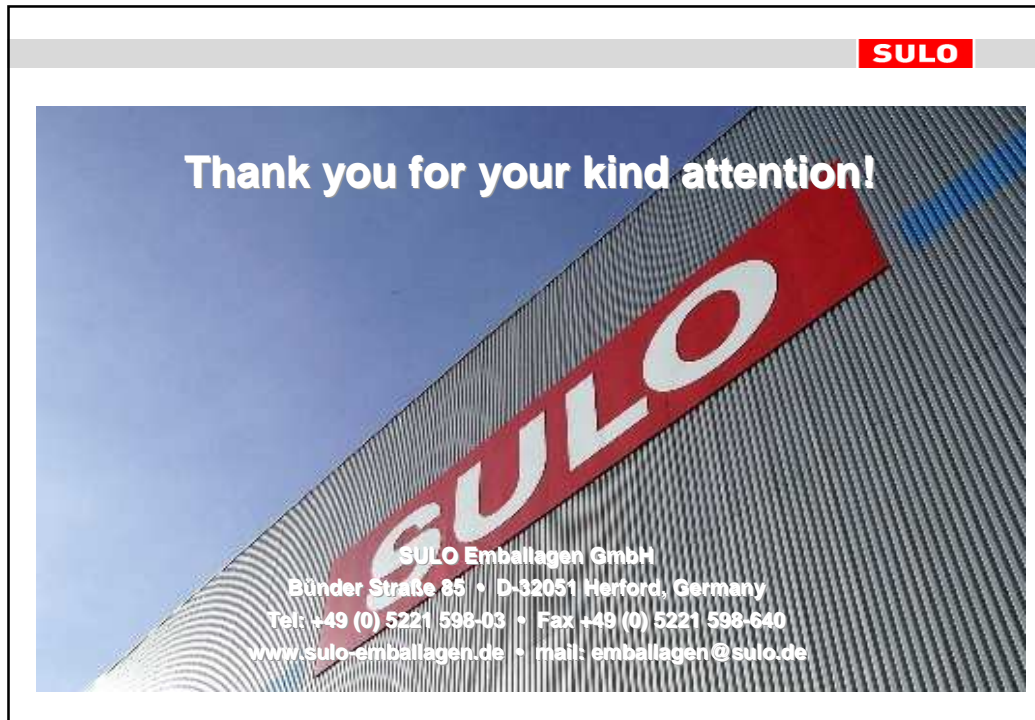 SULO
Thank you for your kind attention!
SULO
SULO Emballagen GmbH
Bünder Straße 85 • D-32051 Herford, Germany
Tel: +49 (0) 5221 598-03 • Fax +49 (0) 5221 598-640
www.sulo-emballagen.de • mail: emballagen@sulo.de